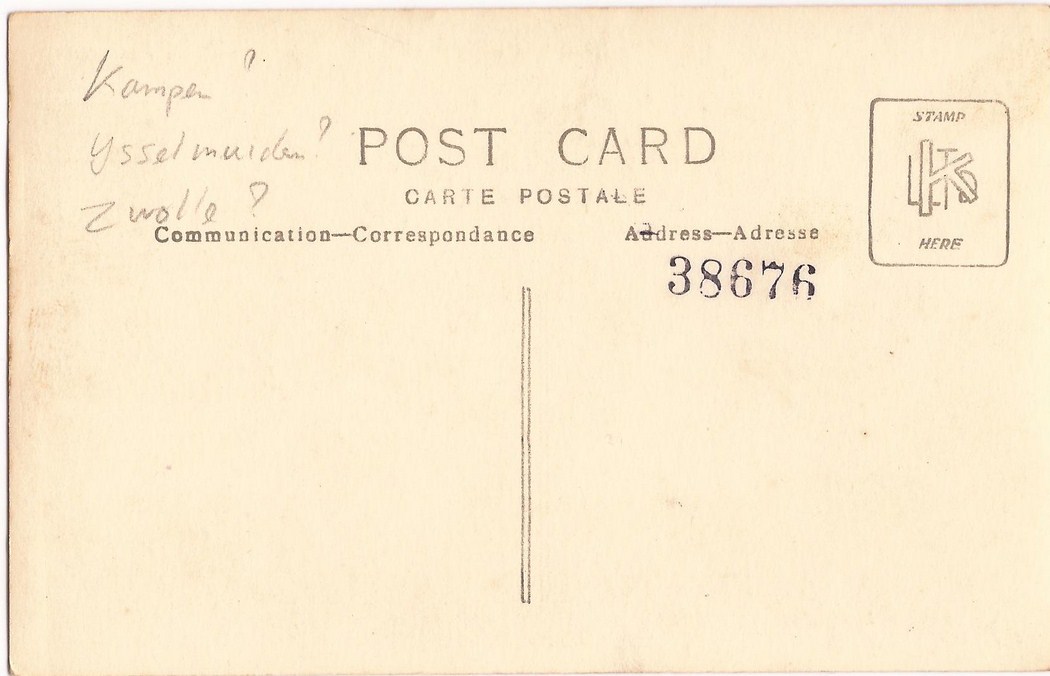 Kampen ?
Ysselmuiden ?
Zwolle ?
POST CARD
CARTE POSTALE
Communication—Correspondance
Address—Adresse
38676
STAMP
HERE